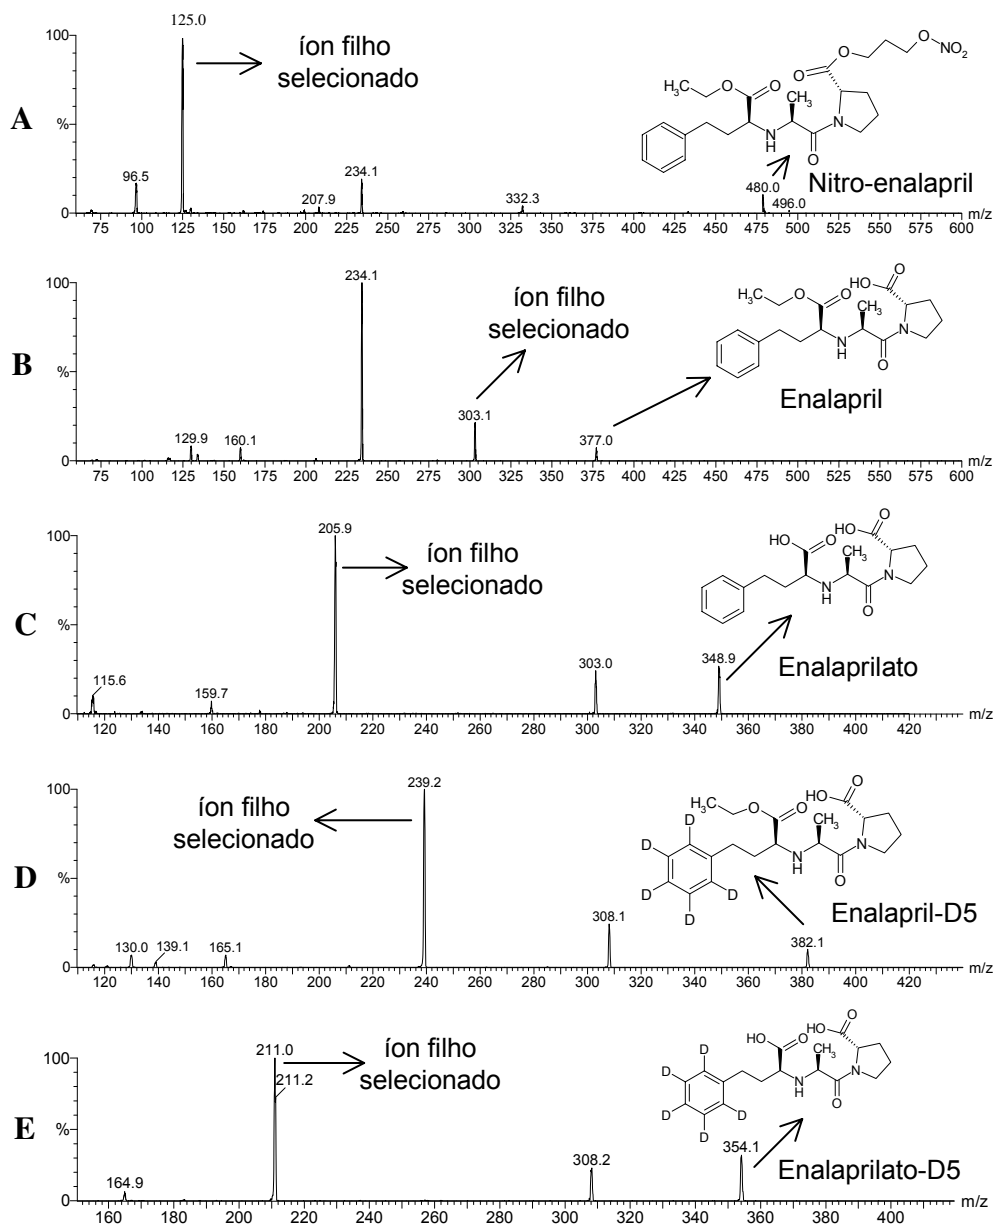 125.0
100
íon filho
selecionado
A
%
96.5
207.9
234.1
332.3
480.0
496.0
0
75 100 125 150 175 200 225 250 275 300 325 350 375 400 425 450 475 500 525 550 575 600 m/z
O
NO2
O
O
H3C O O
CH3
N
N
H
O
Nitro-enalapril
100
234.1
íon filho
selecionado
B
%
129.9
160.1
303.1
377.0
0
75 100 125 150 175 200 225 250 275 300 325 350 375 400 425 450 475 500 525 550 575 600 m/z
HO O
H3C O O
CH3
N
N
H
O
Enalapril
100
205.9
íon filho
selecionado
C
%
115.6
159.7
303.0
348.9
0
120 140 160 180 200 220 240 260 280 300 320 340 360 380 400 420 m/z
HO O
HO O
CH3
N
N
H
O
Enalaprilato
100
239.2
íon filho
selecionado
D
%
130.0
139.1
165.1
308.1
382.1
0
120 140 160 180 200 220 240 260 280 300 320 340 360 380 400 420 m/z
HO O
H3C O O
CH3
D
D
D
D
D
N
N
H
O
Enalapril-D5
100
211.0
211.2
íon filho
selecionado
E
%
164.9
308.2
354.1
0
160 180 200 220 240 260 280 300 320 340 360 380 400 420 m/z
HO O
HO O
CH3
D
D
D
D
D
N
N
H
O
Enalaprilato-D5